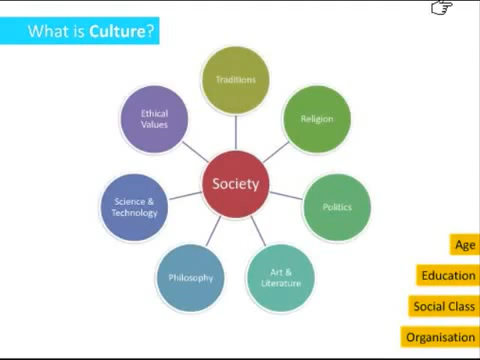 What is Culture?
Traditions
Ethical
Values
Religion
Society
Science &
Technology
Politics
Philosophy
Art &
Literature
Age
Education
Social Class
Organisation